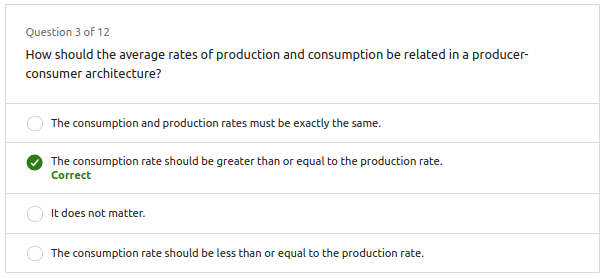 Question 3 of 12
How should the average rates of production and consumption be related in a producer-
consumer architecture?
The consumption and production rates must be exactly the same.
The consumption rate should be greater than or equal to the production rate.
Correct
It does not matter.
The consumption rate should be less than or equal to the production rate.